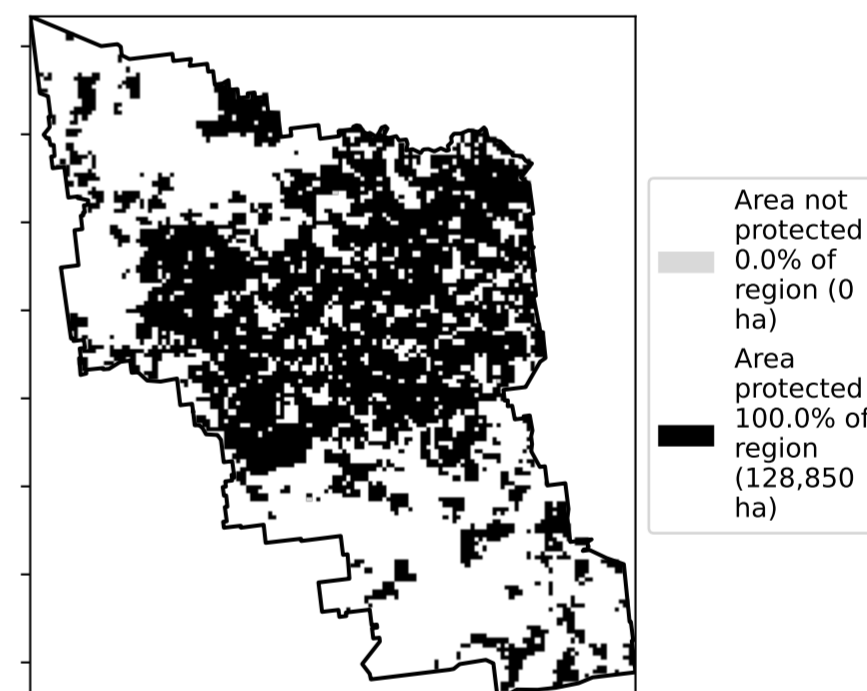 Area not
protected
0.0% of
region (0
ha)
Area
protected
100.0% of
region
(128,850
ha)